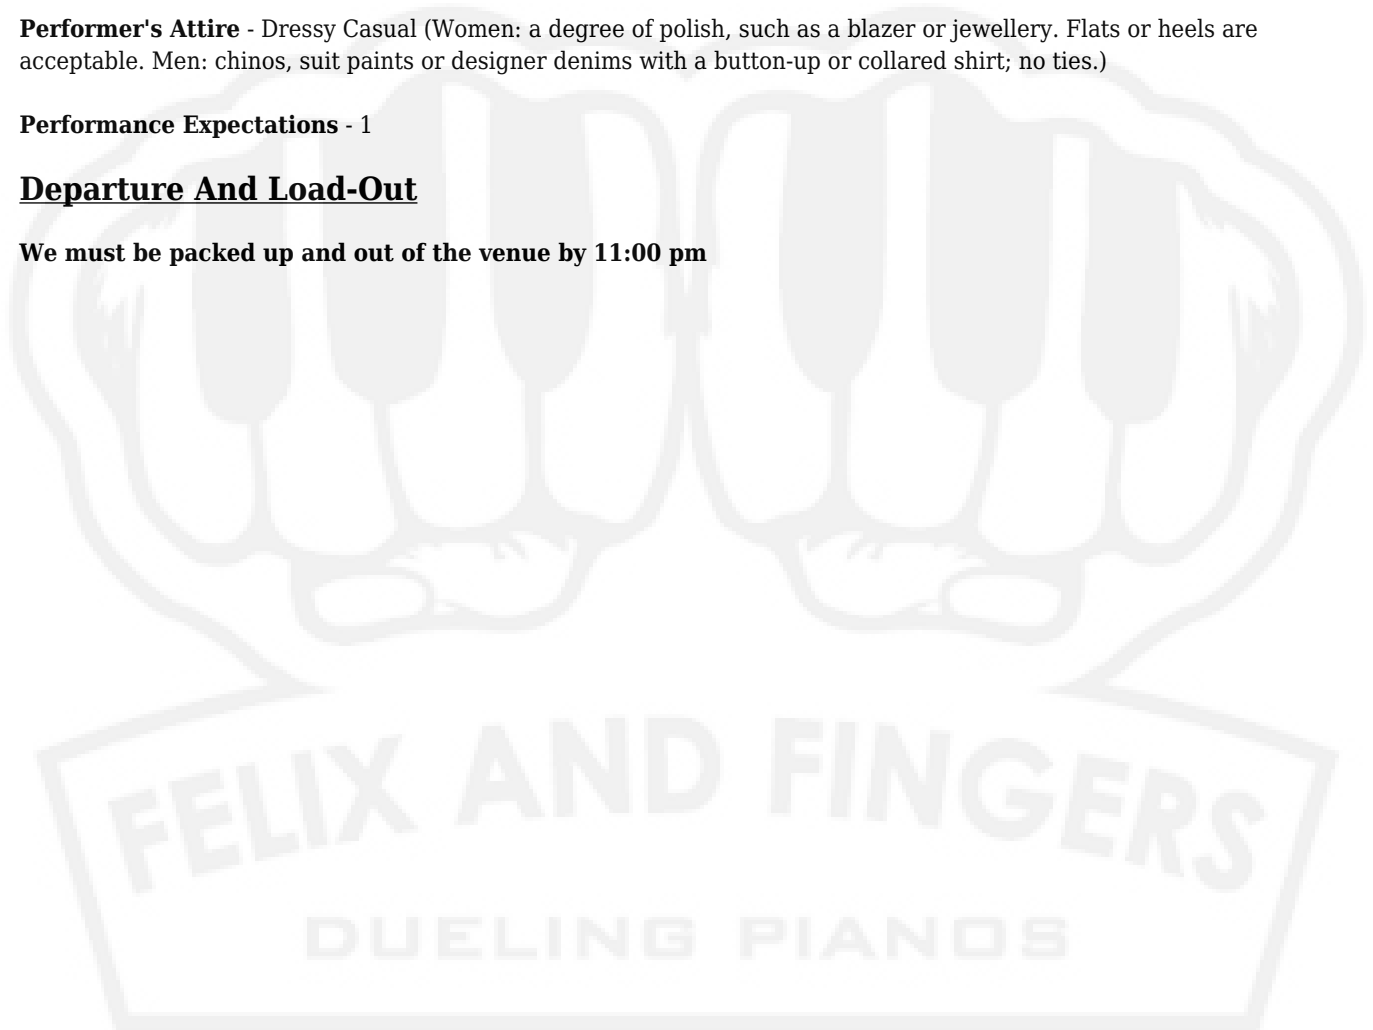 Performer's Attire - Dressy Casual (Women: a degree of polish, such as a blazer or jewellery. Flats or heels are
acceptable. Men: chinos, suit paints or designer denims with a button-up or collared shirt; no ties.)
Performance Expectations - 1
Departure And Load-Out
We must be packed up and out of the venue by 11:00 pm
FELIX AND FINGERS
DUELING PIANOS